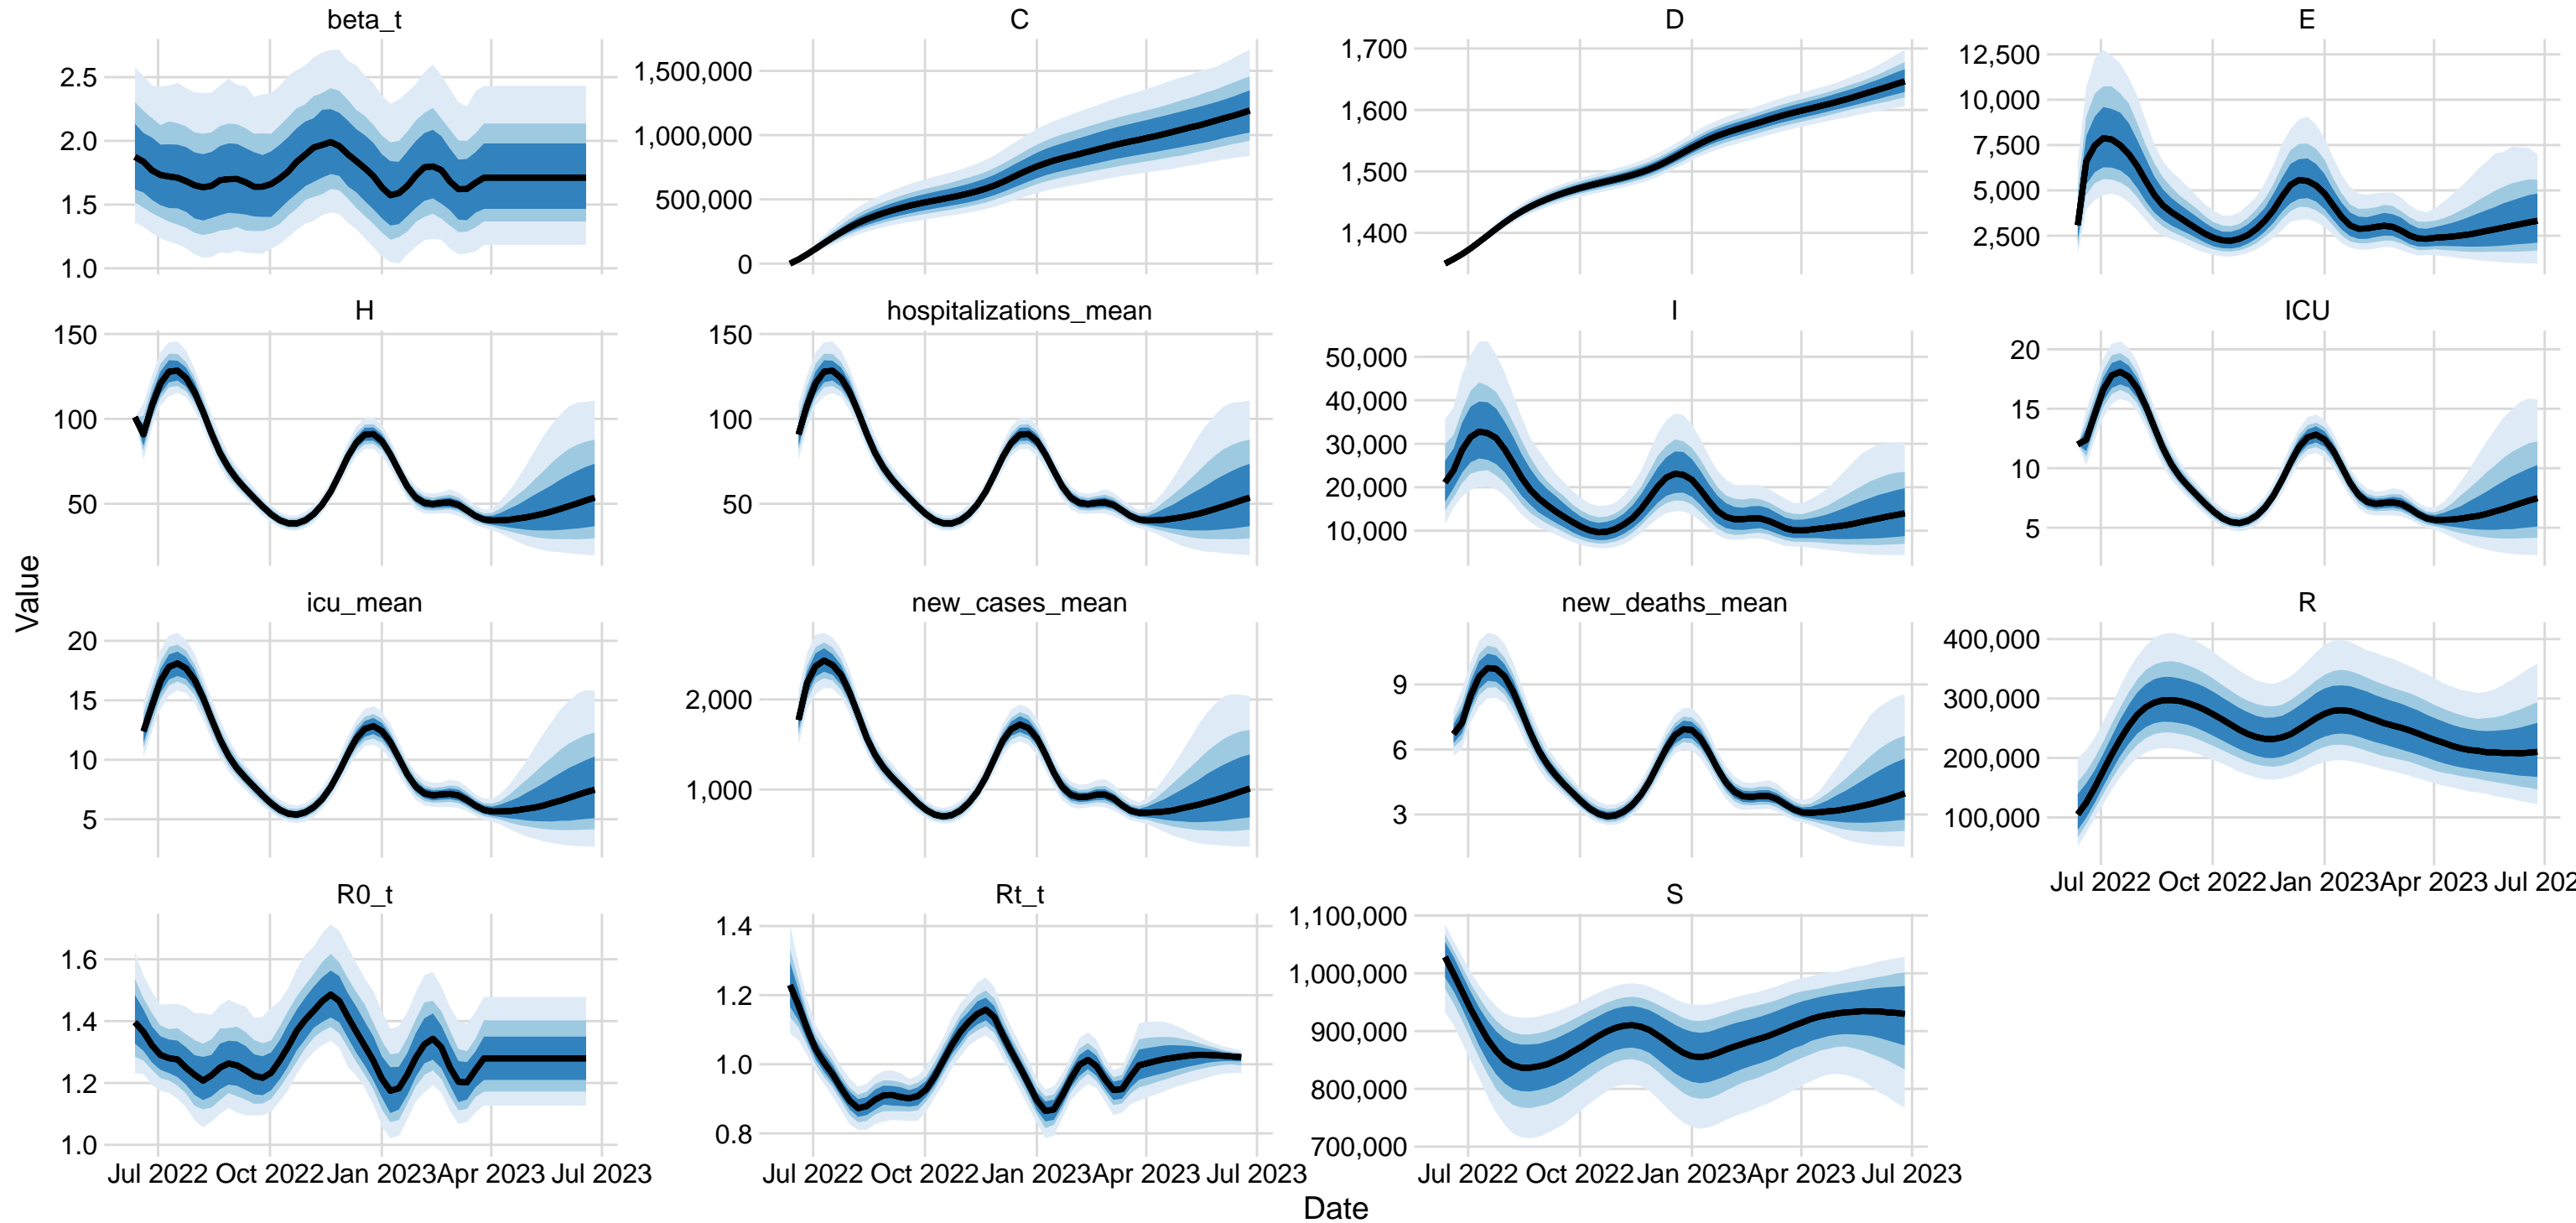 beta_t
C
D
E
2.5
2.0
1.5
1.0
1,500,000
1,000,000
500,000
0
1,700
1,600
1,500
1,400
12,500
10,000
7,500
5,000
2,500
H
hospitalizations_mean
I
ICU
150
100
50
150
100
50
50,000
40,000
30,000
20,000
10,000
20
15
10
5
Value
icu_mean
new_cases_mean
new_deaths_mean
R
20
15
10
5
2,000
1,000
9
6
3
400,000
300,000
200,000
100,000
Jul 2022 Oct 2022 Jan 2023 Apr 2023 Jul 202
R0_t
Rt_t
S
1.6
1.4
1.2
1.0
1.4
1.2
1.0
0.8
1,100,000
1,000,000
900,000
800,000
700,000
Jul 2022 Oct 2022 Jan 2023 Apr 2023 Jul 2023
Jul 2022 Oct 2022 Jan 2023 Apr 2023 Jul 2023
Jul 2022 Oct 2022 Jan 2023 Apr 2023 Jul 2023
Date